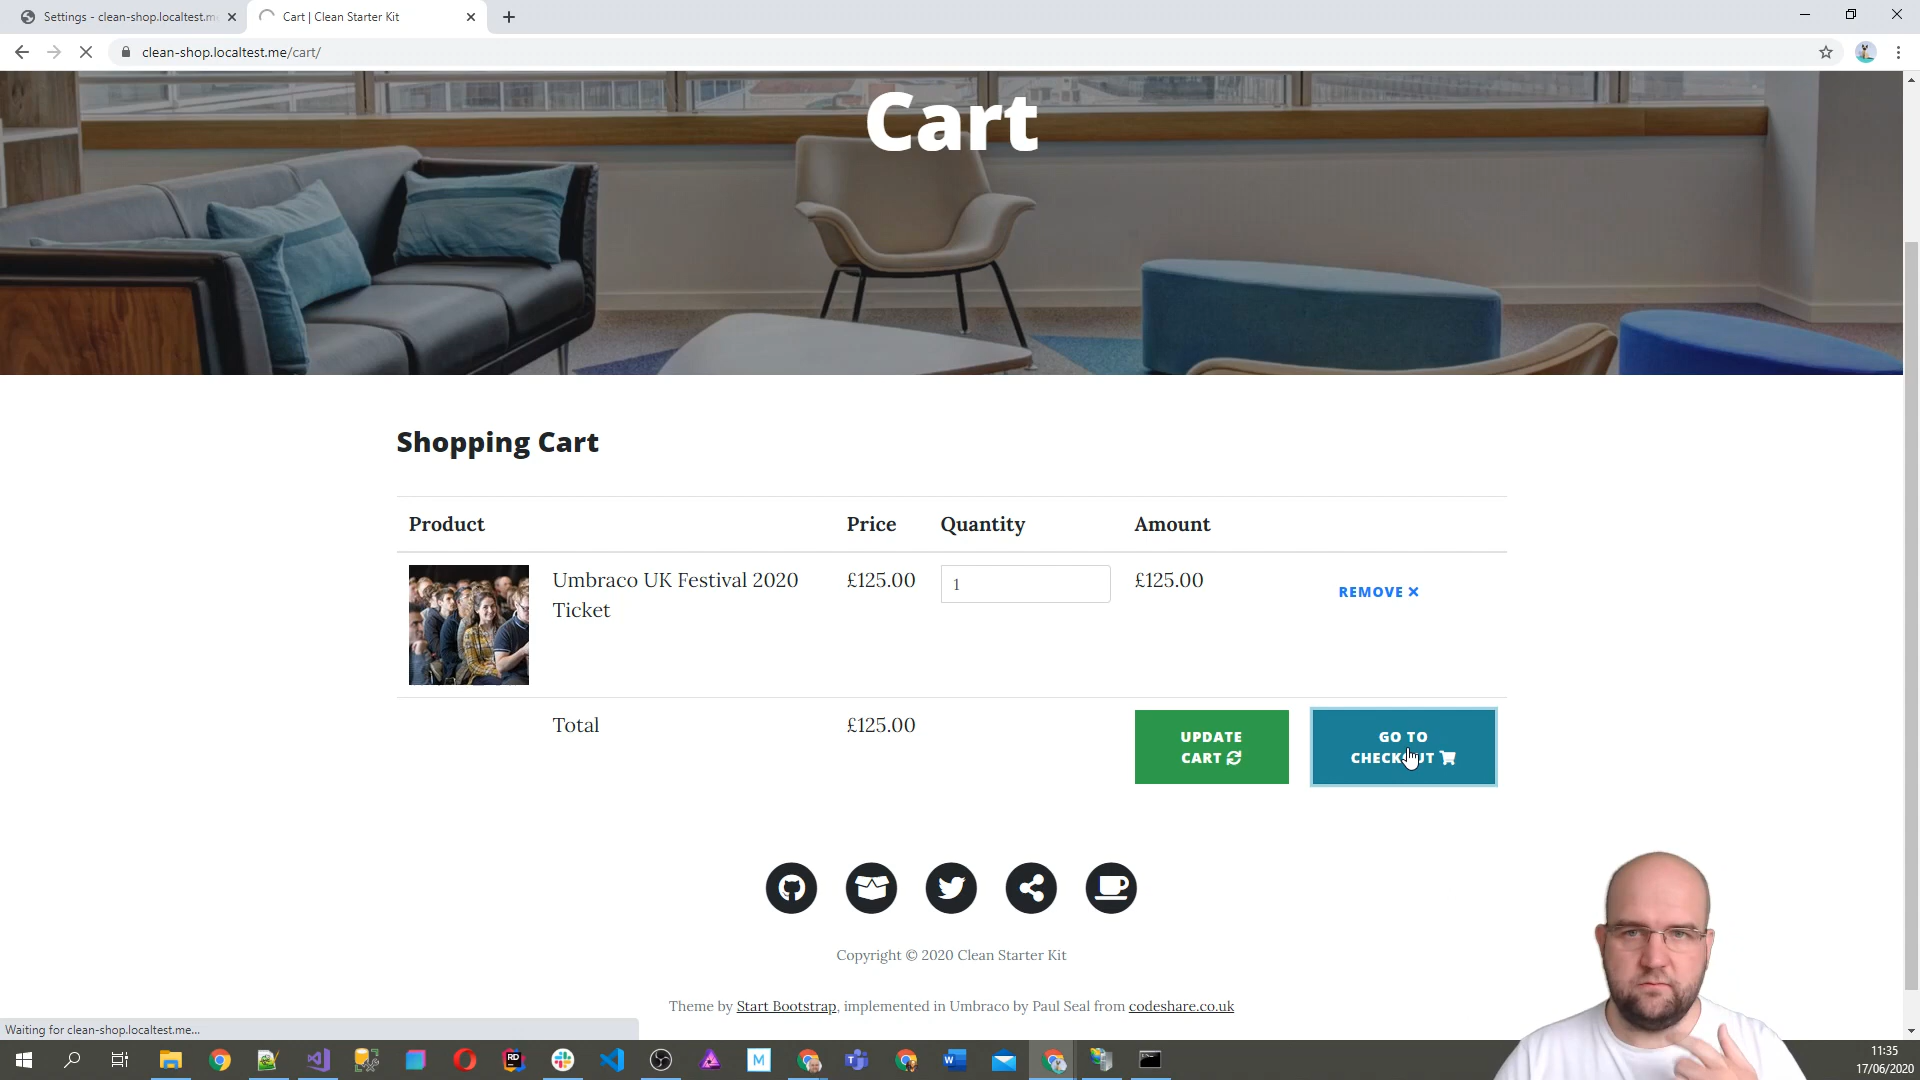 Settings - clean-shop.localtest.m
Cart | Clean Starter Kit
clean-shop.localtest.me/cart/
Cart
Shopping Cart
Product Price Quantity Amount
Umbraco UK Festival 2020 £125.00 1 £125.00 REMOVE
Ticket
Total £125.00
UPDATE
CART
GO TO
Copyright © 2020 Clean Starter Kit
Theme by Start Bootstrap, implemented in Umbraco by Paul Seal from codeshare.co.uk
Waiting for clean-shop.localtest.me...
RD
M
W
11:35
17/06/2020